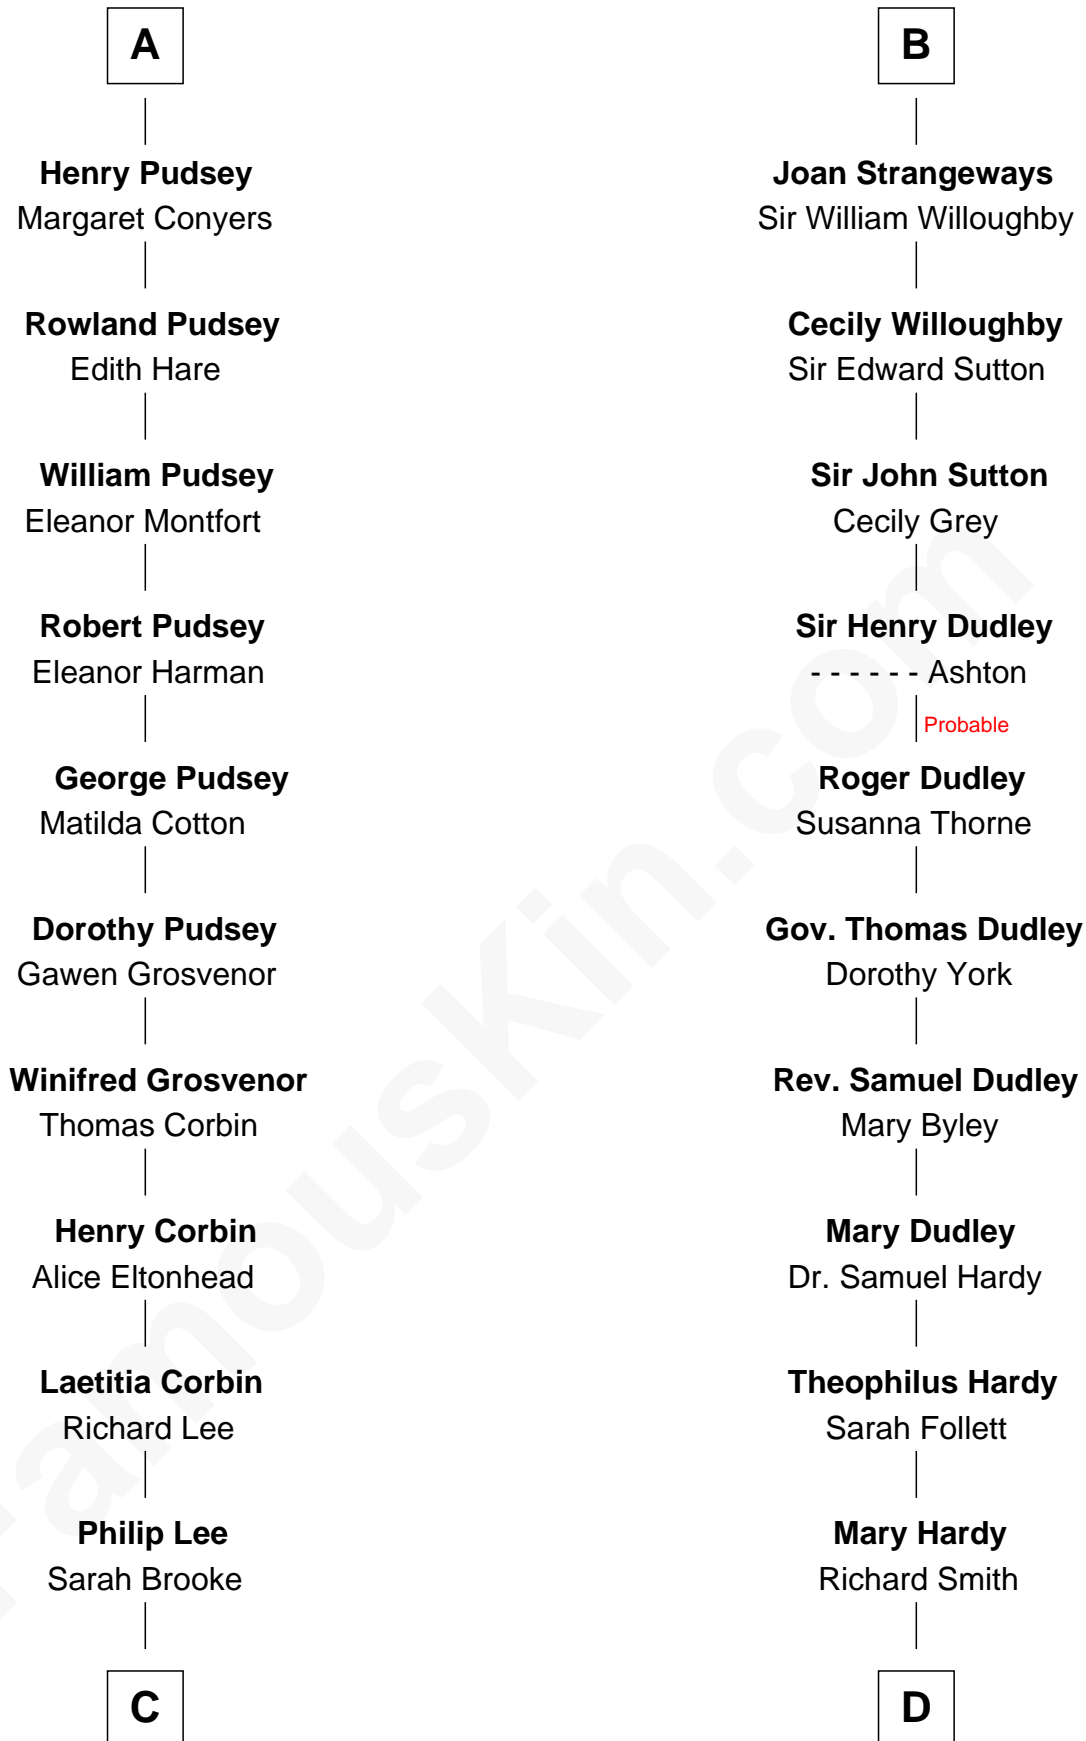 A
Henry Pudsey
Margaret Conyers
Rowland Pudsey
Edith Hare
William Pudsey
Eleanor Montfort
Robert Pudsey
Eleanor Harman
George Pudsey
Matilda Cotton
Dorothy Pudsey
Gawen Grosvenor
Winifred Grosvenor
Thomas Corbin
Henry Corbin
Alice Eltonhead
Laetitia Corbin
Richard Lee
Philip Lee
Sarah Brooke
C
B
Joan Strangeways
Sir William Willoughby
Cecily Willoughby
Sir Edward Sutton
Sir John Sutton
Cecily Grey
Sir Henry Dudley
- - - - - - Ashton
Probable
Roger Dudley
Susanna Thorne
Gov. Thomas Dudley
Dorothy York
Rev. Samuel Dudley
Mary Byley
Mary Dudley
Dr. Samuel Hardy
Theophilus Hardy
Sarah Follett
Mary Hardy
Richard Smith
D
FamousKin.com